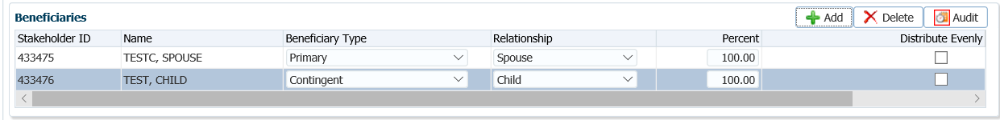 Beneficiaries
Add Delete Audit
Stakeholder ID Name Beneficiary Type Relationship Percent Distribute Evenly
433475 TESTC, SPOUSE Primary Spouse 100.00
433476 TEST, CHILD Contingent Child 100.00